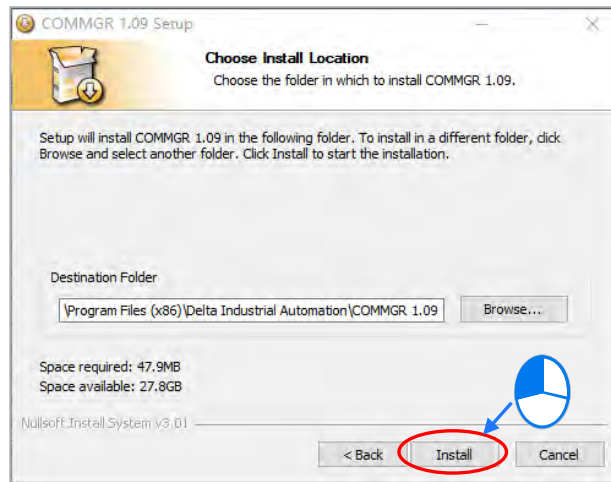 COMMGR 1.09 Setup
Choose Install Location
Choose the folder in which to install COMMGR 1.09.
Setup will install COMMGR 1.09 in the following folder. To install in a different folder, click
Browse and select another folder. Click Install to start the installation.
Destination Folder
\Program Files (x86)\Delta Industrial Automation\COMMGR 1.09
Browse...
Space required: 47.9MB
Space available: 27.8GB
Nullsoft Install System v3.01
< Back Install Cancel